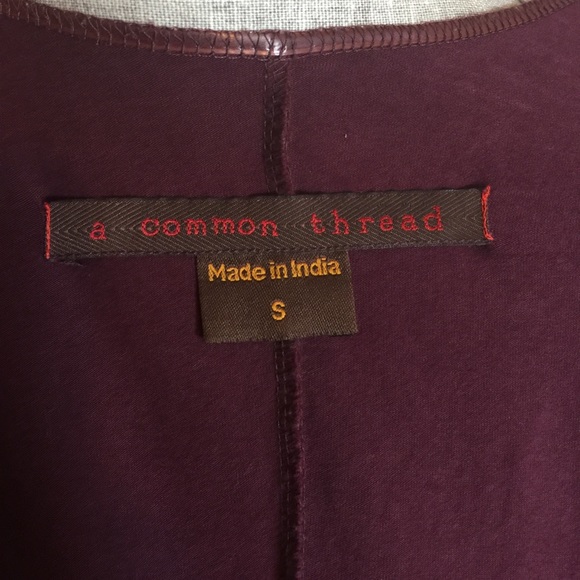 a common thread
Made in India
S